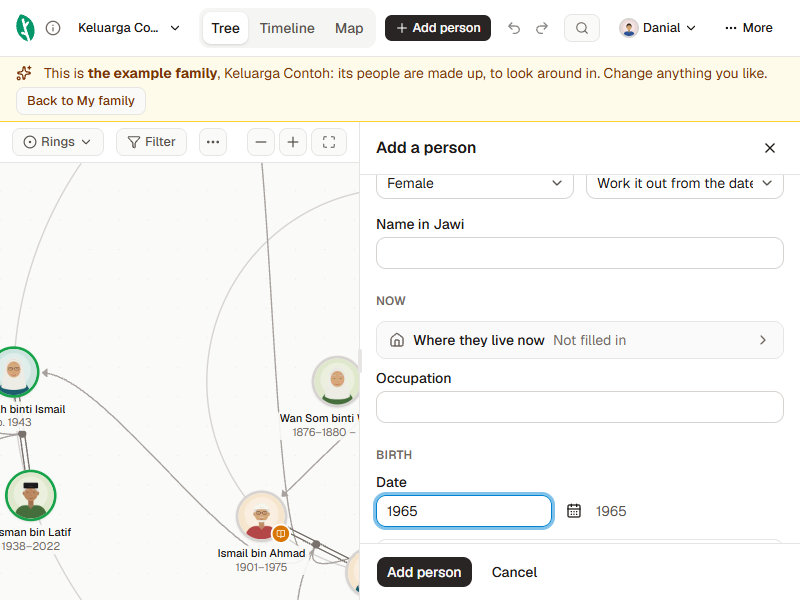 Keluarga Co...
Tree
Timeline
Map
+ Add person
Danial
More
This is the example family, Keluarga Contoh: its people are made up, to look around in. Change anything you like.
Back to My family
Rings
Filter
Add a person
Female
Work it out from the date
Name in Jawi
NOW
Where they live now Not filled in
Occupation
BIRTH
Date
1965
1965
Add person
Cancel
h binti Ismail
1943
Wan Som binti
1876–1880 –
sman bin Latif
1938–2022
Ismail bin Ahmad
1901–1975